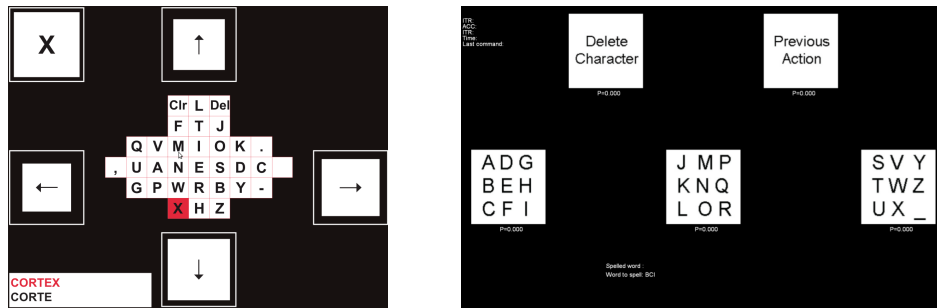 X
↑
Clr L Del
F T J
Q V M I O K .
, U A N E S D C
G P W R B Y -
X H Z
←
→
↓
CORTEX
CORTE
ITR:
ACC:
ITR:
Time:
Last command
Delete
Character
P=0.000
Previous
Action
P=0.000
A D G
B E H
C F I
P=0.000
J M P
K N Q
L O R
P=0.000
S V Y
T W Z
U X _
P=0.000
Spelled word :
Word to spell: BCI